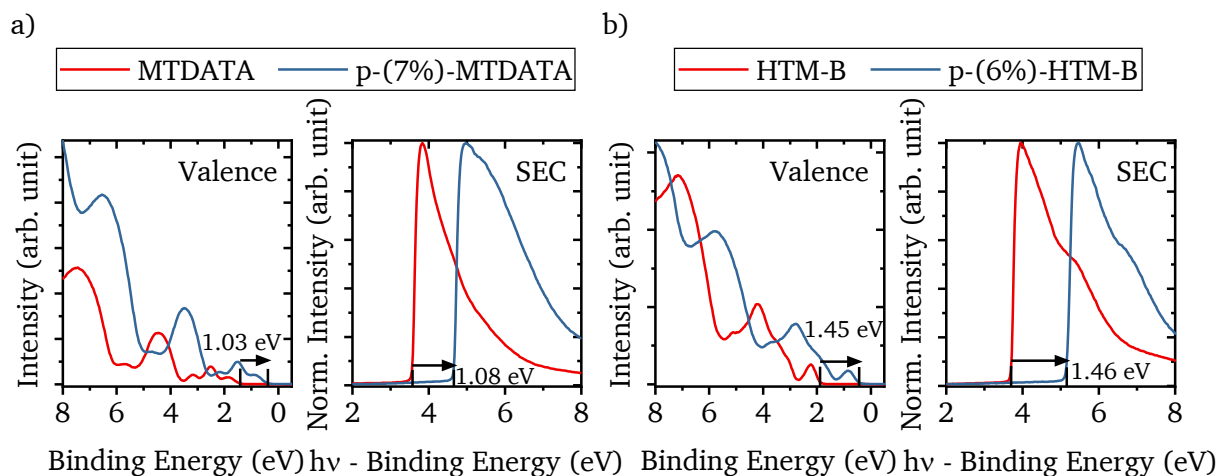 a)
MTDATA p-(7%)-MTDATA
Intensity (arb. unit)
Valence
1.03 eV
8 6 4 2 0
Binding Energy (eV)
Norm. Intensity (arb. unit)
SEC
1.08 eV
2 4 6 8
hν - Binding Energy (eV)
b)
HTM-B p-(6%)-HTM-B
Intensity (arb. unit)
Valence
1.45 eV
8 6 4 2 0
Binding Energy (eV)
Norm. Intensity (arb. unit)
SEC
1.46 eV
2 4 6 8
hν - Binding Energy (eV)